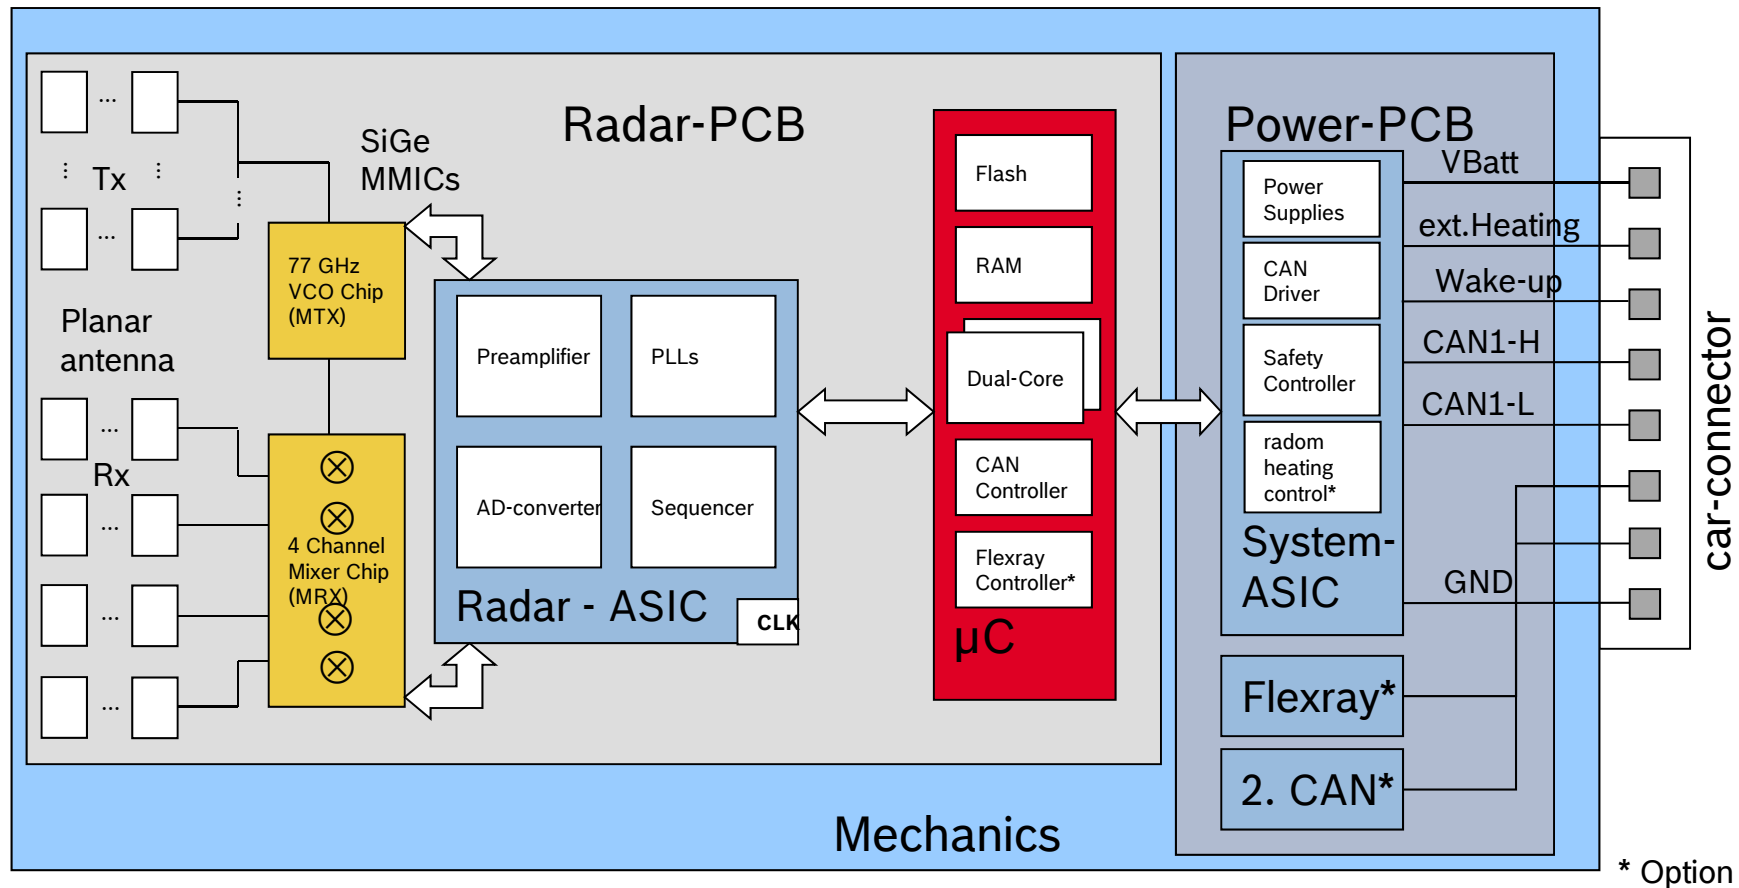 Radar-PCB
SiGe
MMICs
...
...
...
Tx
...
...
...
77 GHz
VCO Chip
(MTX)
Planar
antenna
...
Rx
...
...
...
4 Channel
Mixer Chip
(MRX)
Preamplifier
PLLs
AD-converter
Sequencer
Radar - ASIC
CLK
Flash
RAM
Dual-Core
CAN
Controller
Flexray
Controller*
µC
Power-PCB
Power
Supplies
CAN
Driver
Safety
Controller
radom
heating
control*
System-
ASIC
Flexray*
2. CAN*
VBatt
ext.Heating
Wake-up
CAN1-H
CAN1-L
GND
car-connector
Mechanics
* Option